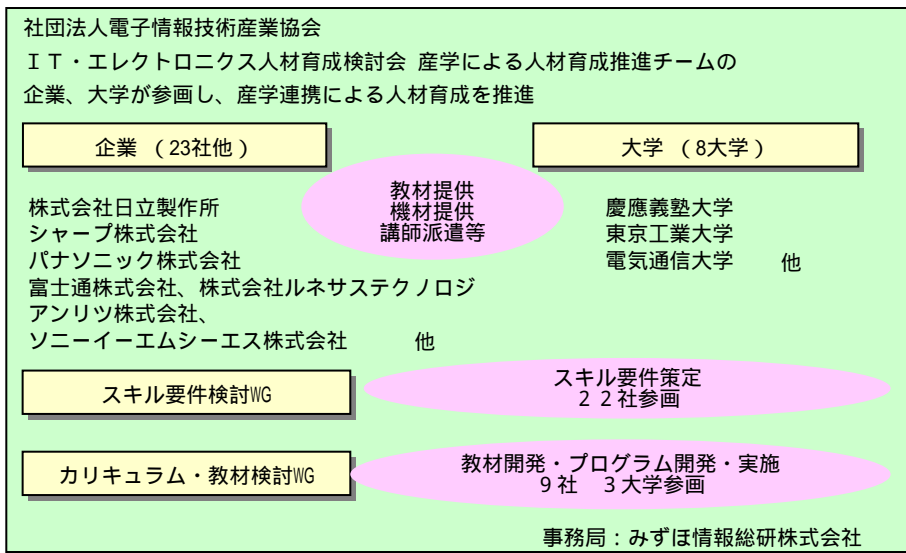 社団法人電子情報技術産業協会
ＩＴ・エレクトロニクス人材育成検討会 産学による人材育成推進チームの
企業、大学が参画し、産学連携による人材育成を推進
企業 （23社他）
大学 （8大学）
教材提供
機材提供
講師派遣等
株式会社日立製作所
シャープ株式会社
パナソニック株式会社
富士通株式会社、株式会社ルネサステクノロジ
アンリツ株式会社、
ソニーイーエムシーエス株式会社 他
慶應義塾大学
東京工業大学
電気通信大学 他
スキル要件検討WG
スキル要件策定
２２社参画
カリキュラム・教材検討WG
教材開発・プログラム開発・実施
９社 ３大学参画
事務局：みずほ情報総研株式会社